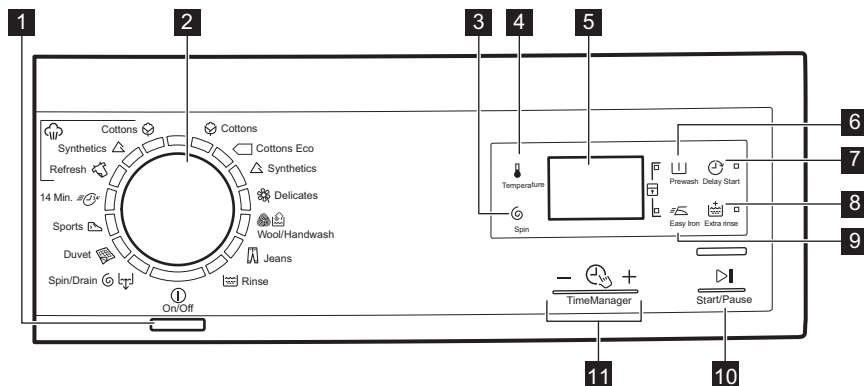 1
2
3
4
5
6
7
8
9
10
11
Cottons
Synthetics
Refresh
14 Min.
Sports
Duvet
Spin/Drain
On/Off
Cottons
Cottons Eco
Synthetics
Delicates
Wool/Handwash
Jeans
Rinse
Temperature
Spin
Prewash
Delay Start
Easy Iron
Extra rinse
TimeManager
Start/Pause